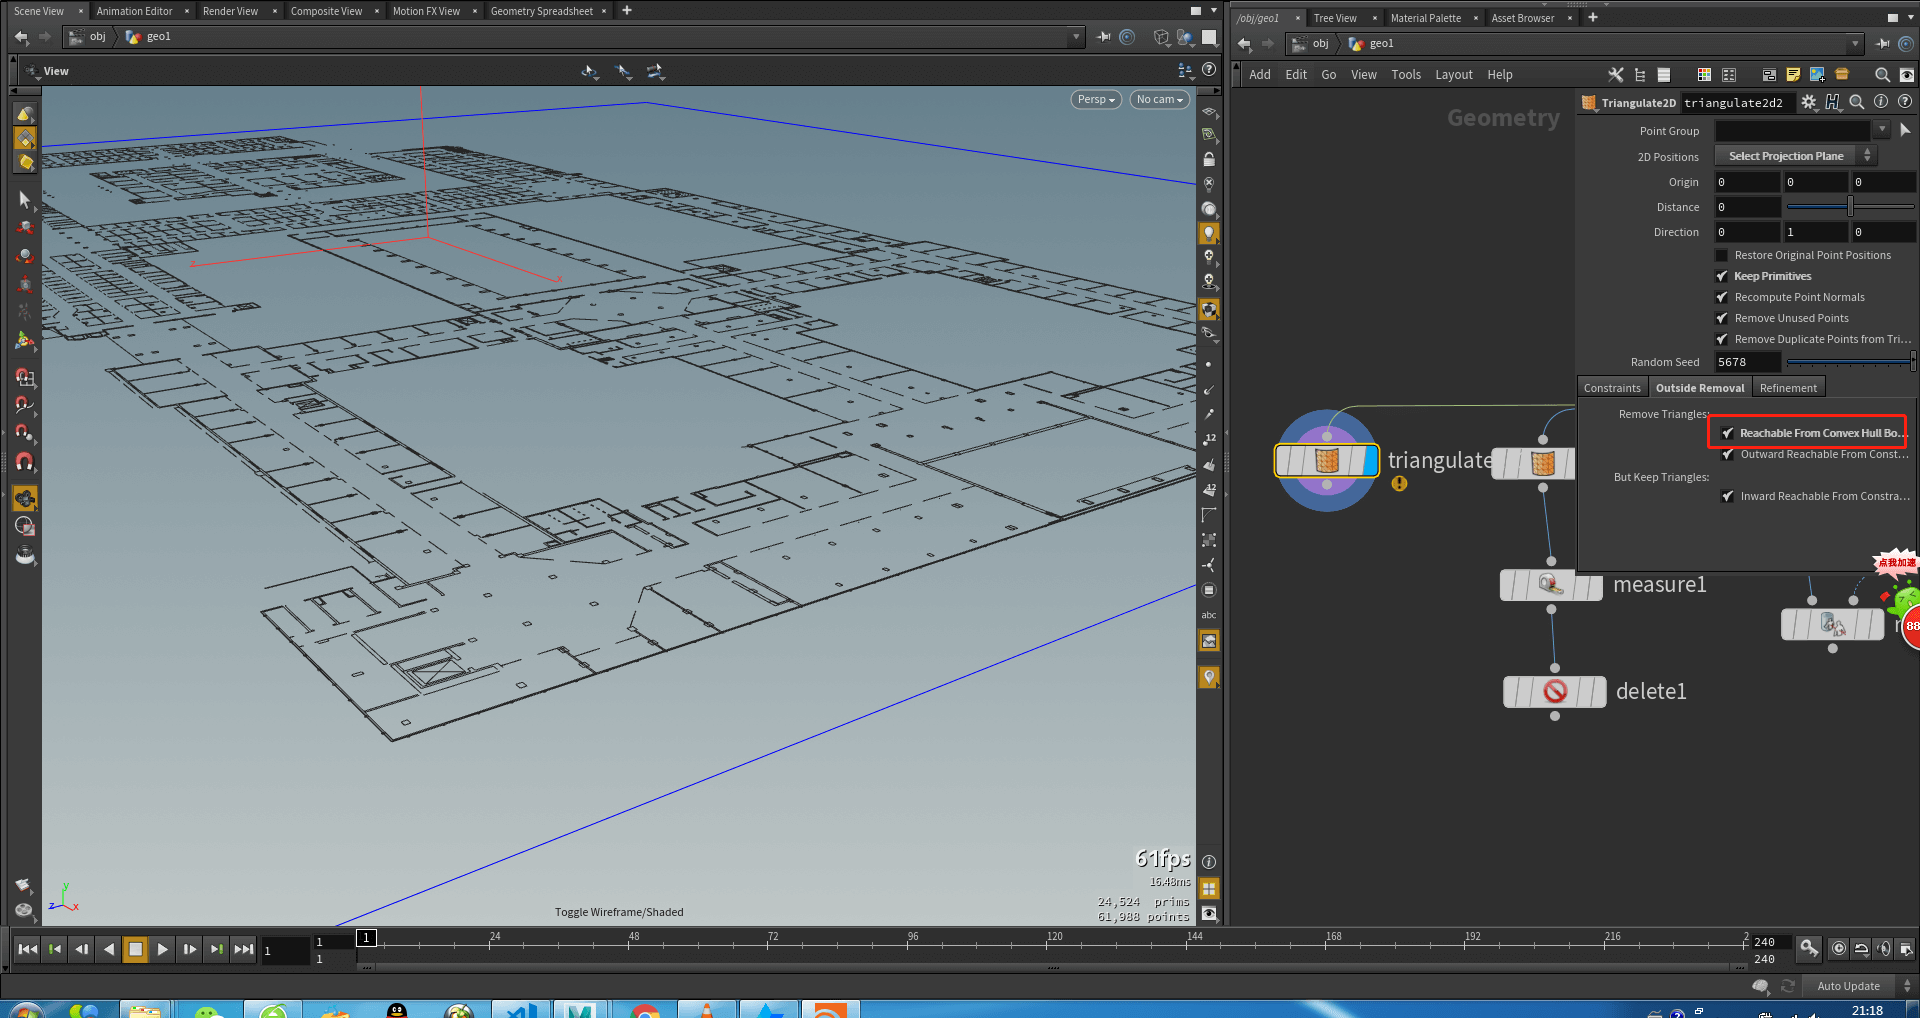 Scene View
Animation Editor
Render View
Composite View
Motion FX View
Geometry Spreadsheet
obj
geo1
View
Persp
No cam
z
x
12
12
abc
61fps
16.48ms
24,524 prims
61,988 points
Toggle Wireframe/Shaded
y
z
x
/obj/geo1
Tree View
Material Palette
Asset Browser
obj
geo1
Add
Edit
Go
View
Tools
Layout
Help
Geometry
Triangulate2D
triangulate2d2
Point Group
2D Positions
Select Projection Plane
Origin
0
0
0
Distance
0
Direction
0
1
0
Restore Original Point Positions
Keep Primitives
Recompute Point Normals
Remove Unused Points
Remove Duplicate Points from Tri...
Random Seed
5678
Constraints
Outside Removal
Refinement
Remove Triangles:
Reachable From Convex Hull Bo...
Outward Reachable From Const...
But Keep Triangles:
Inward Reachable From Constra...
triangulate
measure1
delete1
点我加速
88
1
1
1
1
24
48
72
96
120
144
168
192
216
2
240
240
Auto Update
21:18